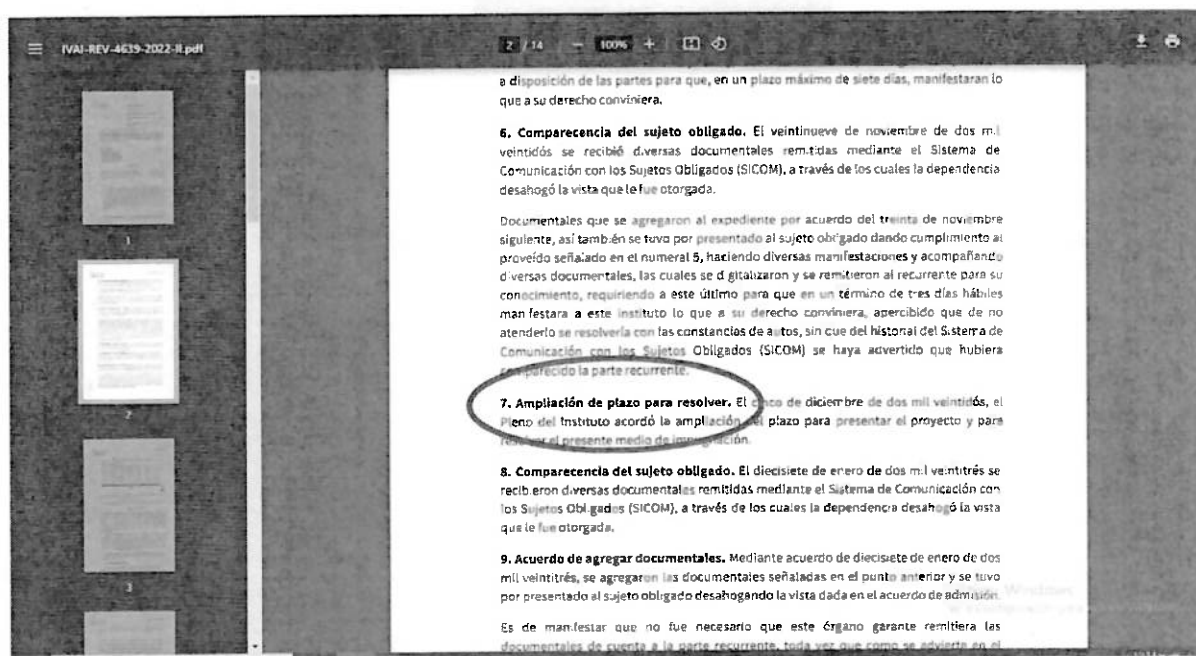 IVAI-REV-4639-2022-II.pdf
2 / 14 — 100% +
a disposición de las partes para que, en un plazo máximo de siete días, manifestaran lo
que a su derecho conviniera.
6. Comparecencia del sujeto obligado. El veintinueve de noviembre de dos mil
veintidós se recibió diversas documentales remitidas mediante el Sistema de
Comunicación con los Sujetos Obligados (SICOM), a través de los cuales la dependencia
desahogó la vista que le fue otorgada.
Documentales que se agregaron al expediente por acuerdo del treinta de noviembre
siguiente, así también se tuvo por presentado al sujeto obligado dando cumplimiento al
proveído señalado en el numeral 5, haciendo diversas manifestaciones y acompañando
diversas documentales, las cuales se digitalizaron y se remitieron al recurrente para su
conocimiento, requiriendo a este último para que en un término de tres días hábiles
manifestara a este instituto lo que a su derecho conviniera, apercibido que de no
atenderlo se resolvería con las constancias de autos, sin que del historial del Sistema de
Comunicación con los Sujetos Obligados (SICOM) se haya advertido que hubiera
comparecido la parte recurrente.
7. Ampliación de plazo para resolver. El cinco de diciembre de dos mil veintidós, el
Pleno del Instituto acordó la ampliación del plazo para presentar el proyecto y para
resolver el presente medio de impugnación.
8. Comparecencia del sujeto obligado. El diecisiete de enero de dos mil veintitrés se
recibieron diversas documentales remitidas mediante el Sistema de Comunicación con
los Sujetos Obligados (SICOM), a través de los cuales la dependencia desahogó la vista
que le fue otorgada.
9. Acuerdo de agregar documentales. Mediante acuerdo de diecisiete de enero de dos
mil veintitrés, se agregaron las documentales señaladas en el punto anterior y se tuvo
por presentado al sujeto obligado desahogando la vista dada en el acuerdo de admisión.
Es de manifestar que no fue necesario que este órgano garante remitiera las
documentales de cuenta a la parte recurrente, toda vez que como se advierte en el
1
2
3
Windows